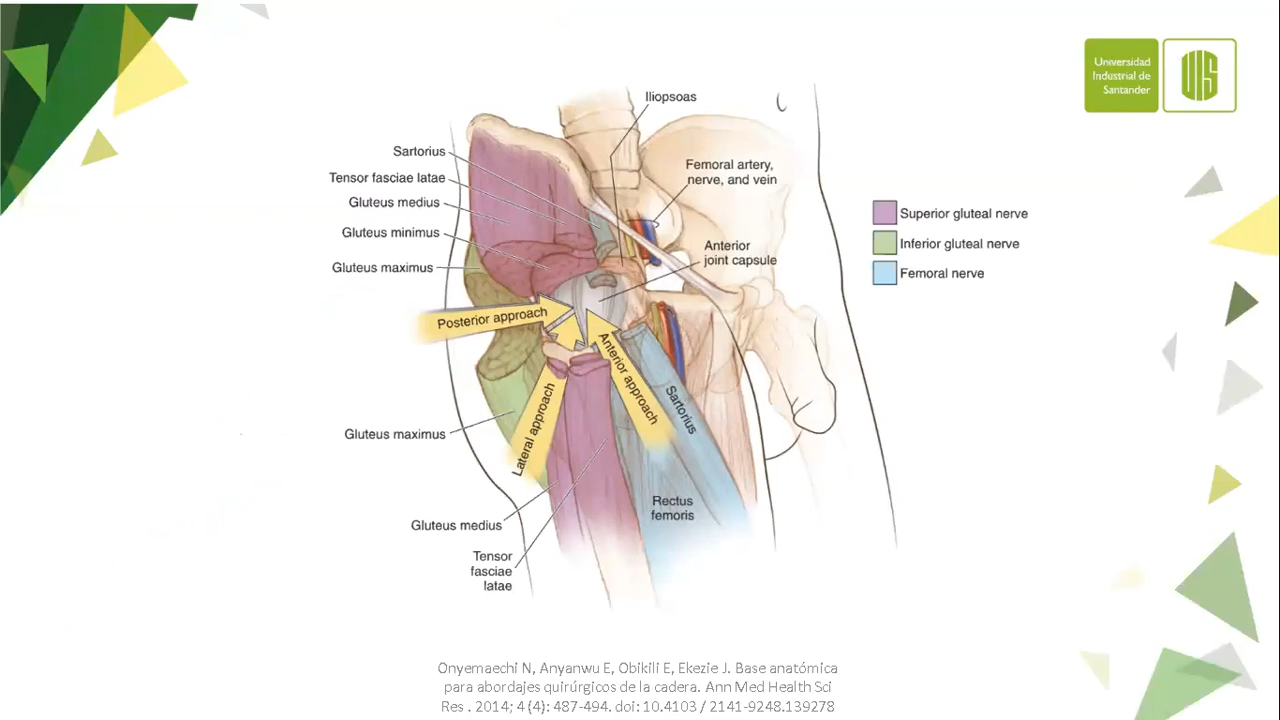 Universidad
Industrial de
Santander
UIS
Iliopsoas
Sartorius
Tensor fasciae latae
Gluteus medius
Gluteus minimus
Gluteus maximus
Femoral artery,
nerve, and vein
Anterior
joint capsule
Superior gluteal nerve
Inferior gluteal nerve
Femoral nerve
Posterior approach
Lateral approach
Anterior approach
Sartorius
Gluteus maximus
Rectus
femoris
Gluteus medius
Tensor
fasciae
latae
Onyemaechi N, Anyanwu E, Obikili E, Ekezie J. Base anatómica
para abordajes quirúrgicos de la cadera. Ann Med Health Sci
Res . 2014; 4 (4): 487-494. doi: 10.4103 / 2141-9248.139278